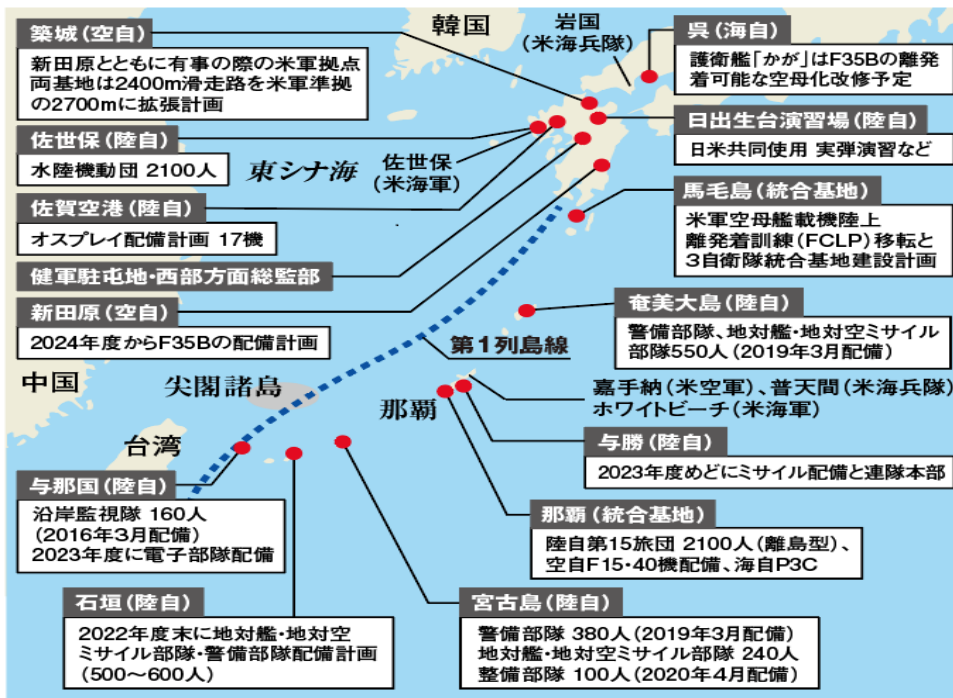 築城(空自)
新田原とともに有事の際の米軍拠点
両基地は2400m滑走路を米軍準拠
の2700mに拡張計画
佐世保(陸自)
水陸機動団 2100人
佐賀空港(陸自)
オスプレイ配備計画 17機
健軍駐屯地・西部方面総監部
新田原(空自)
2024年度からF35Bの配備計画
韓国
岩国
(米海兵隊)
東シナ海
佐世保
(米海軍)
呉(海自)
護衛艦「かが」はF35Bの離発
着可能な空母化改修予定
日出生台演習場(陸自)
日米共同使用 実弾演習など
馬毛島(統合基地)
米軍空母艦載機陸上
離発着訓練(FCLP)移転と
3自衛隊統合基地建設計画
奄美大島(陸自)
警備部隊、地対艦・地対空ミサイル
部隊550人(2019年3月配備)
第1列島線
中国
尖閣諸島
那覇
台湾
嘉手納(米空軍)、普天間(米海兵隊)
ホワイトビーチ(米海軍)
与勝(陸自)
2023年度めどにミサイル配備と連隊本部
与那国(陸自)
沿岸監視隊 160人
(2016年3月配備)
2023年度に電子部隊配備
那覇(統合基地)
陸自第15旅団 2100人(離島型)、
空自F15・40機配備、海自P3C
石垣(陸自)
2022年度末に地対艦・地対空
ミサイル部隊・警備部隊配備計画
(500〜600人)
宮古島(陸自)
警備部隊 380人(2019年3月配備)
地対艦・地対空ミサイル部隊 240人
整備部隊 100人(2020年4月配備)